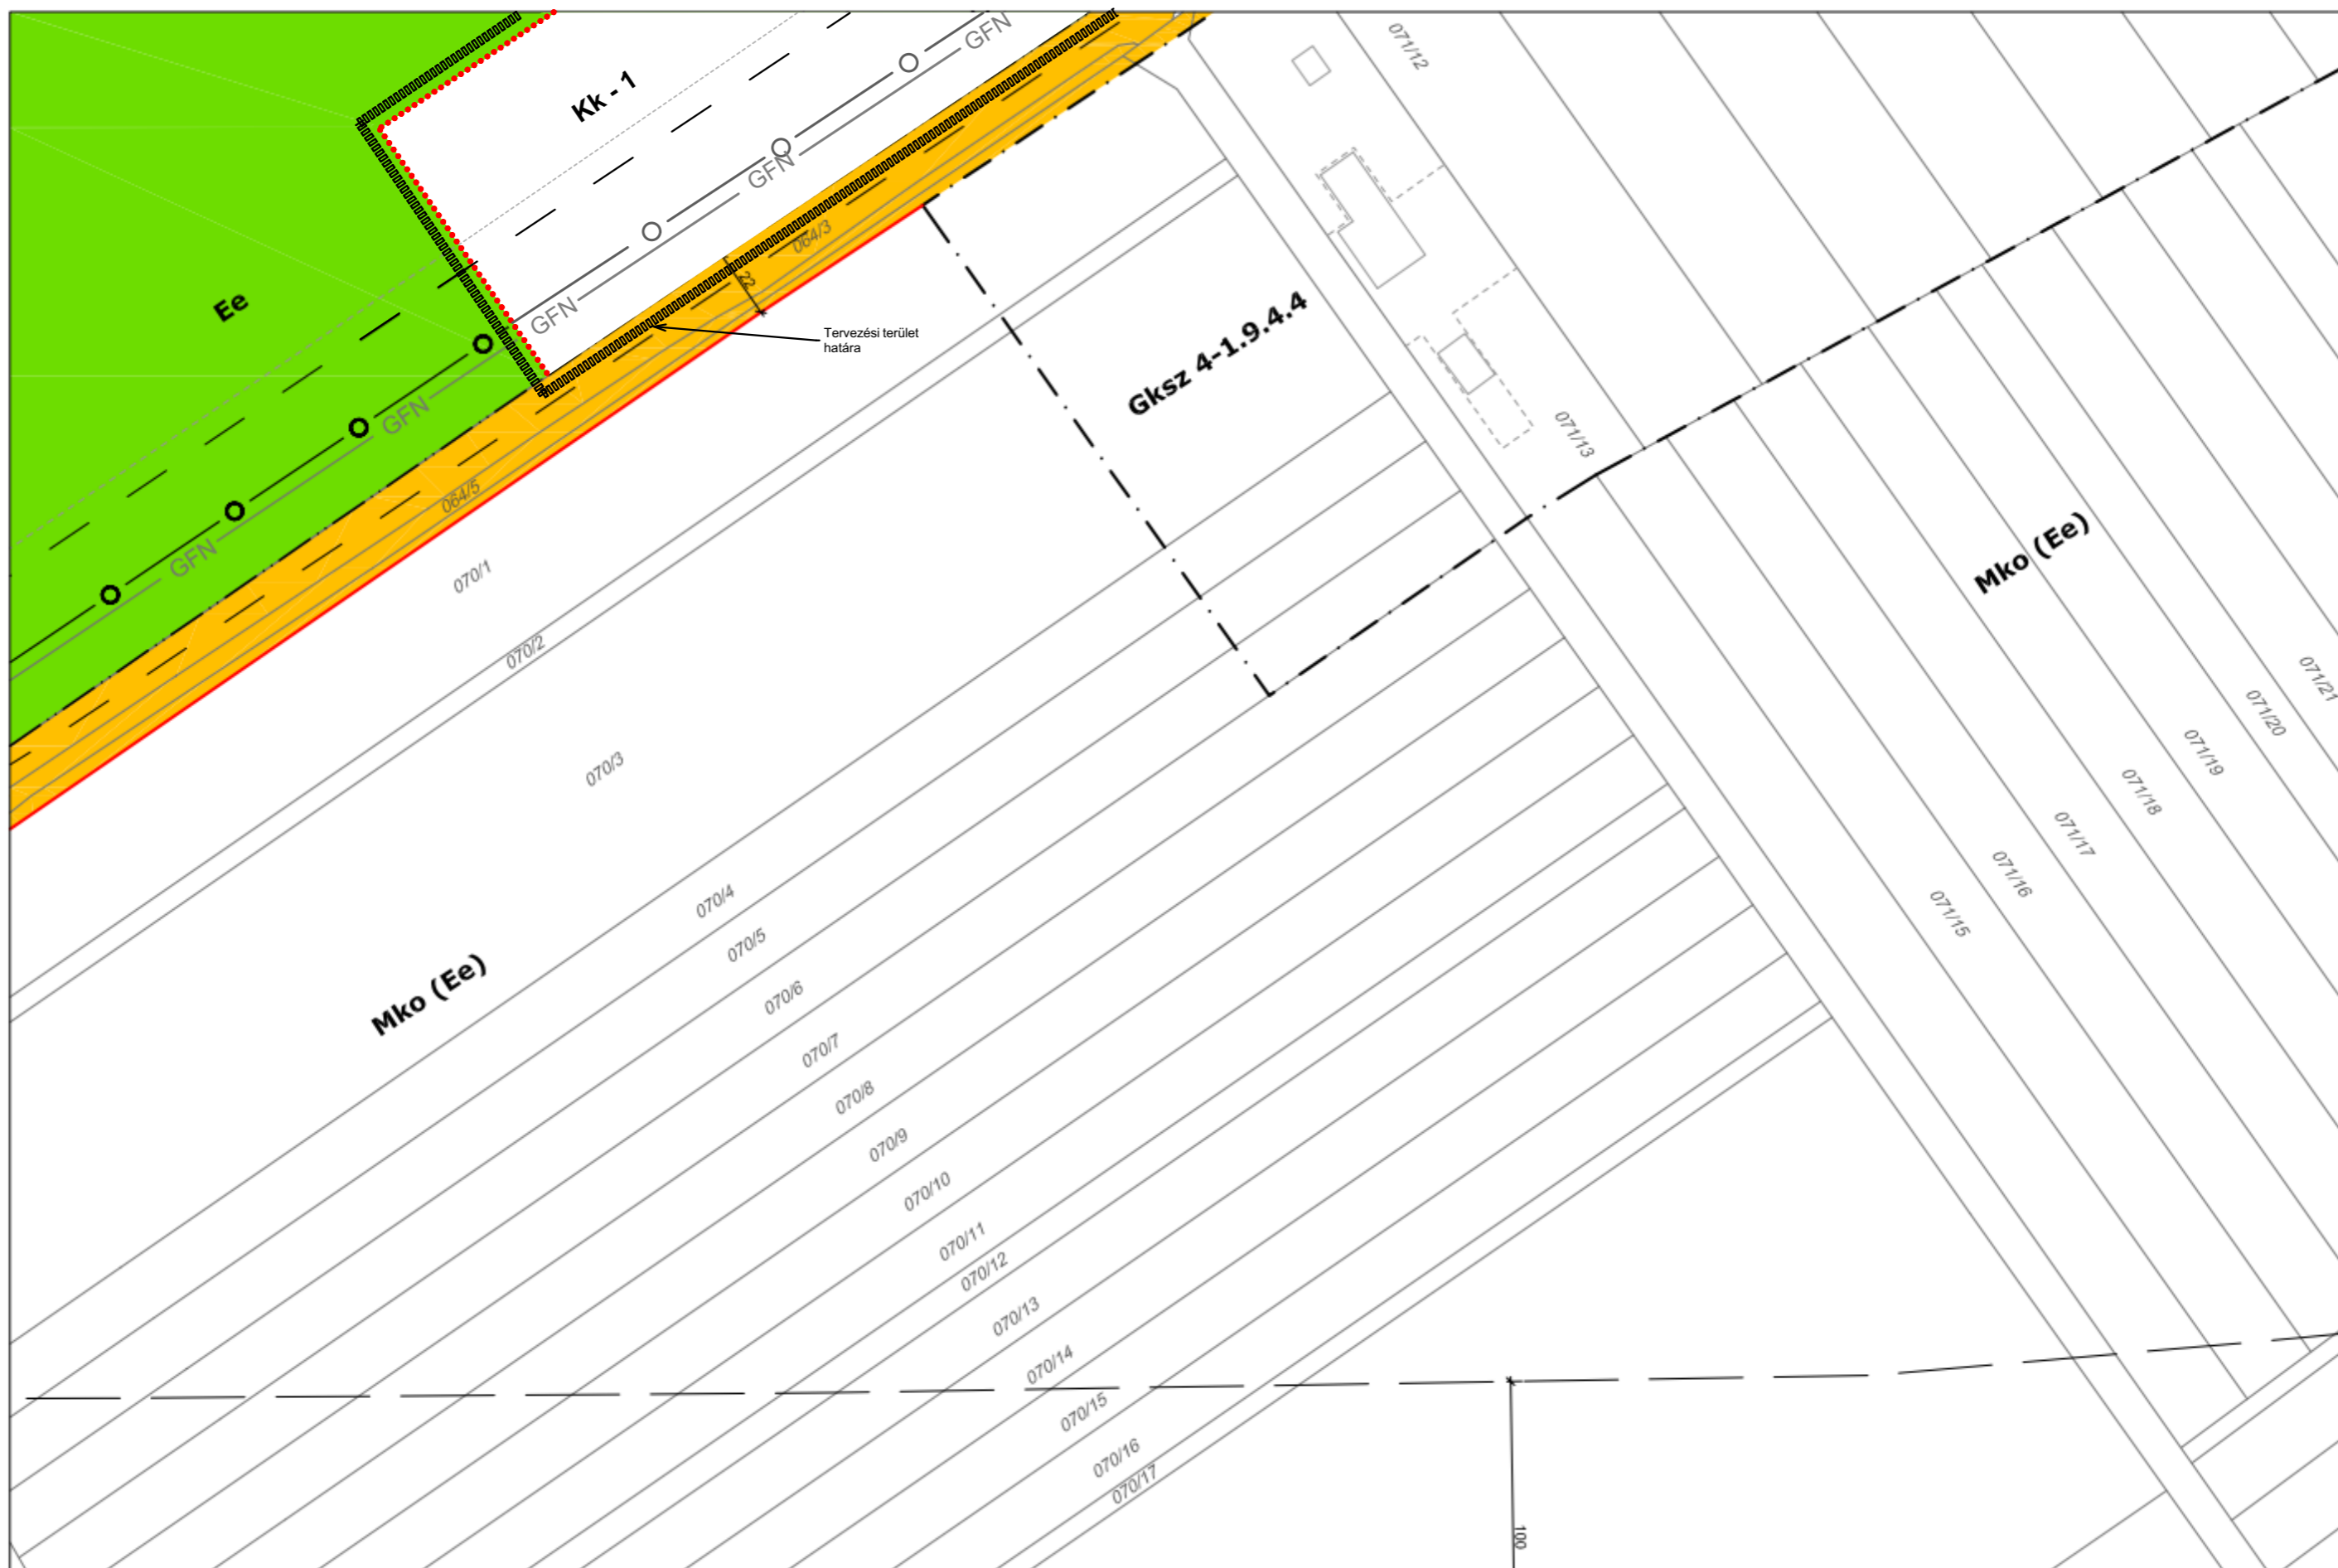 GFN
071/12
Kk - 1
GFN
064/3
22
Ee
GFN
Tervezési terület
határa
Gksz 4-1.9.4.4
GFN
071/13
064/5
GFN
070/1
Mko (Ee)
070/2
071/21
071/20
070/3
071/19
071/18
071/17
071/16
070/4
071/15
070/5
Mko (Ee)
070/6
070/7
070/8
070/9
070/10
070/11
070/12
070/13
070/14
070/15
070/16
070/17
100